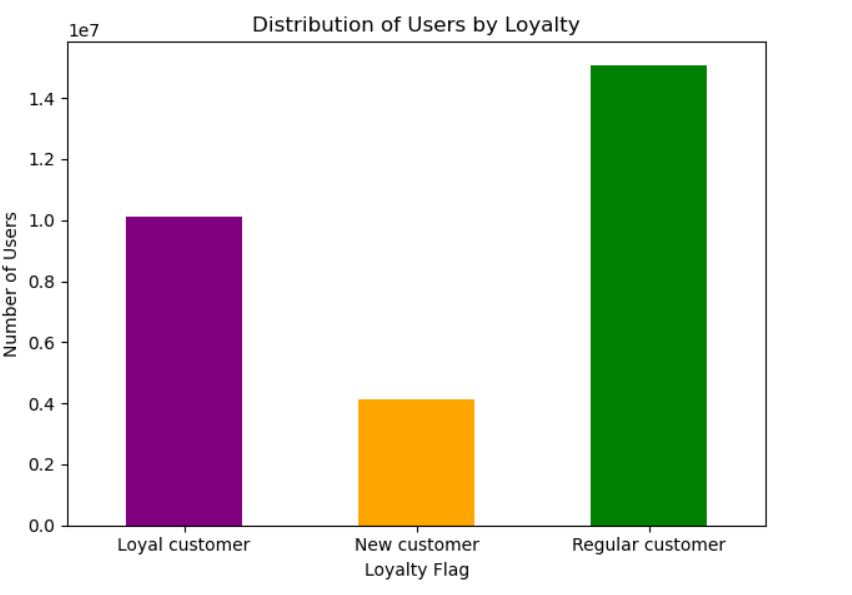 Distribution of Users by Loyalty
1e7
1.4
1.2
1.0
0.8
0.6
0.4
0.2
0.0
Number of Users
Loyal customer
New customer
Regular customer
Loyalty Flag